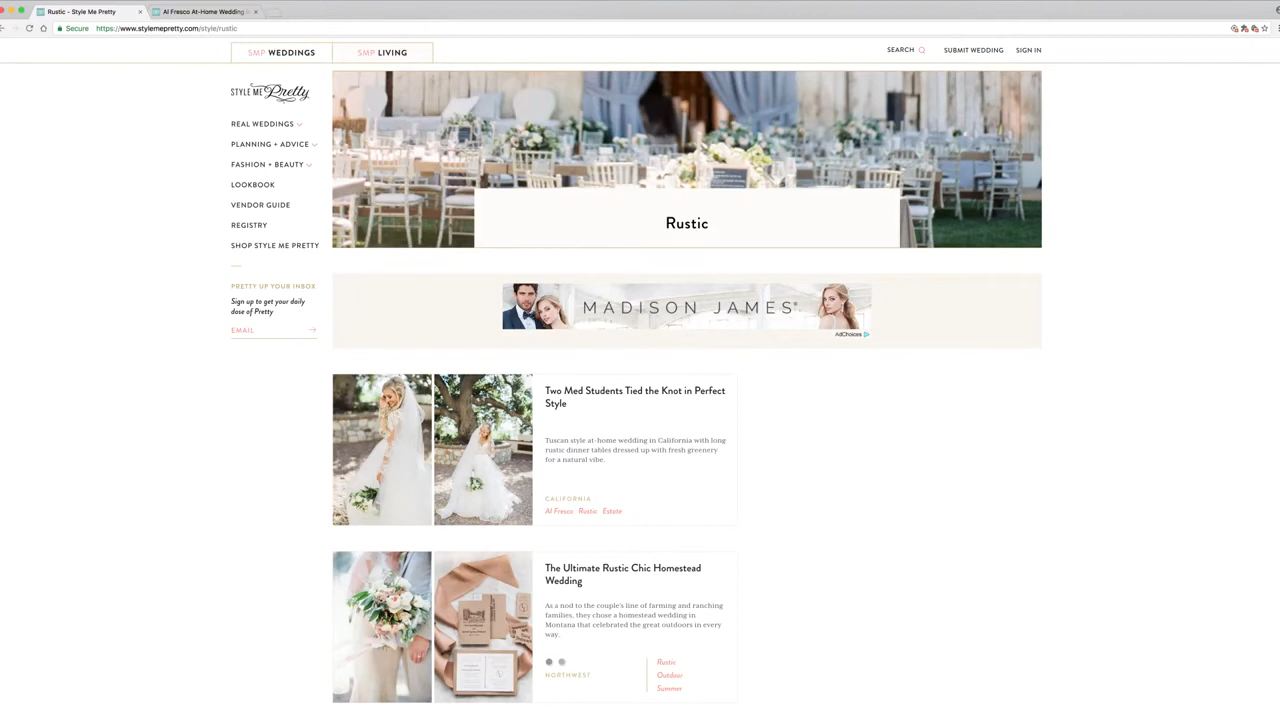 Rustic - Style Me Pretty
Al Fresco At-Home Wedding
Secure https://www.stylemepretty.com/style/rustic
SMP WEDDINGS
SMP LIVING
SEARCH
SUBMIT WEDDING
SIGN IN
STYLE ME Pretty
REAL WEDDINGS
PLANNING + ADVICE
FASHION + BEAUTY
LOOKBOOK
VENDOR GUIDE
REGISTRY
SHOP STYLE ME PRETTY
PRETTY UP YOUR INBOX
Sign up to get your daily
dose of Pretty
EMAIL
Rustic
MADISON JAMES®
AdChoices
Two Med Students Tied the Knot in Perfect
Style
Tuscan style at-home wedding in California with long
rustic dinner tables dressed up with fresh greenery
for a natural vibe.
CALIFORNIA
Al Fresco Rustic Estate
The Ultimate Rustic Chic Homestead
Wedding
As a nod to the couple's line of farming and ranching
families, they chose a homestead wedding in
Montana that celebrated the great outdoors in every
way.
NORTHWEST
Rustic
Outdoor
Summer